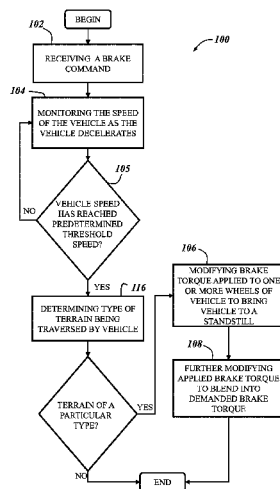 BEGIN
100
102
RECEIVING A BRAKE
COMMAND
104
MONITORING THE SPEED
OF THE VEHICLE AS THE
VEHICLE DECELERATES
105
VEHICLE SPEED
HAS REACHED
PREDETERMINED
THRESHOLD
SPEED?
NO
YES
116
DETERMINING TYPE OF
TERRAIN BEING
TRAVERSED BY VEHICLE
TERRAIN OF A
PARTICULAR
TYPE?
YES
NO
106
MODIFYING BRAKE
TORQUE APPLIED TO ONE
OR MORE WHEELS OF
VEHICLE TO BRING
VEHICLE TO A
STANDSTILL
108
FURTHER MODIFYING
APPLIED BRAKE TORQUE
TO BLEND INTO
DEMANDED BRAKE
TORQUE
END